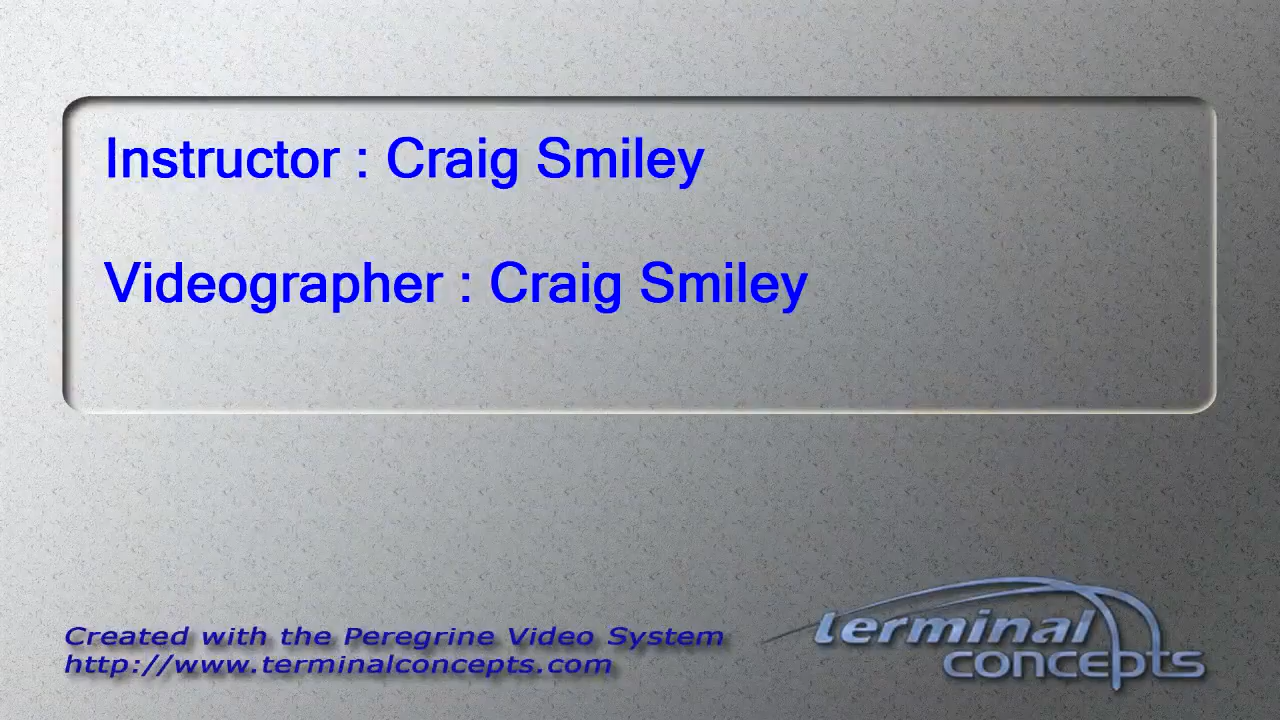 Instructor : Craig Smiley
Videographer : Craig Smiley
Created with the Peregrine Video System
http://www.terminalconcepts.com
terminal
concepts